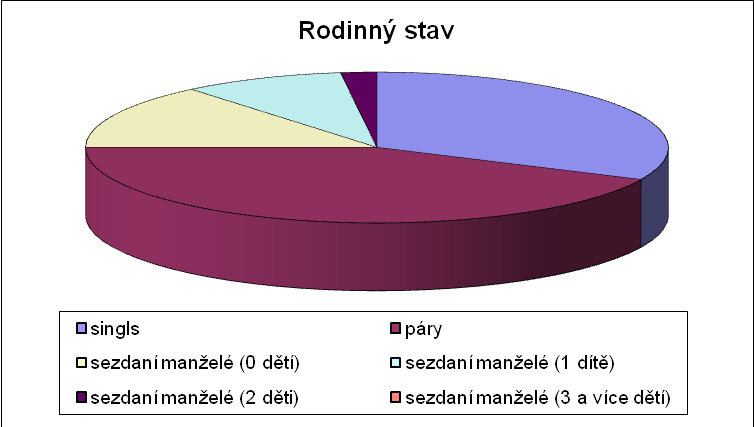 Rodinný stav
singls
páry
sezdaní manželé (0 dětí)
sezdaní manželé (1 dítě)
sezdaní manželé (2 děti)
sezdaní manželé (3 a více dětí)